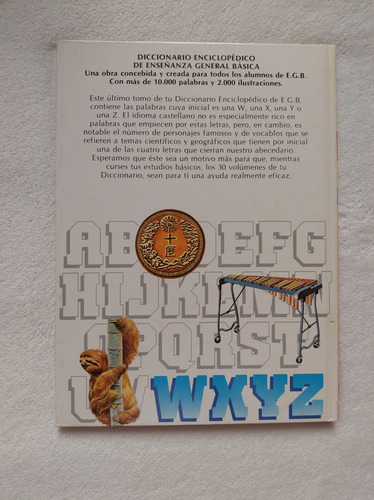 DICCIONARIO ENCICLOPÉDICO
DE ENSEÑANZA GENERAL BÁSICA
Una obra concebida y creada para todos los alumnos de E.G.B.
Con más de 10.000 palabras y 2.000 ilustraciones.
Este último tomo de tu Diccionario Enciclopédico de E.G.B.
contiene las palabras cuya inicial es una W, una X, una Y o
una Z. El idioma castellano no es especialmente rico en
palabras que empiecen por estas letras, pero, en cambio, es
notable el número de personajes famosos y de vocablos que se
refieren a temas científicos y geográficos que tienen por inicial
una de las cuatro letras que cierran nuestro abecedario.
Esperamos que éste sea un motivo más para que, mientras
curses tus estudios básicos, los 30 volúmenes de tu
Diccionario, sean para ti una ayuda realmente eficaz.
ABCDEFG
HIJKLMN
OPQRST
UVWXYZ